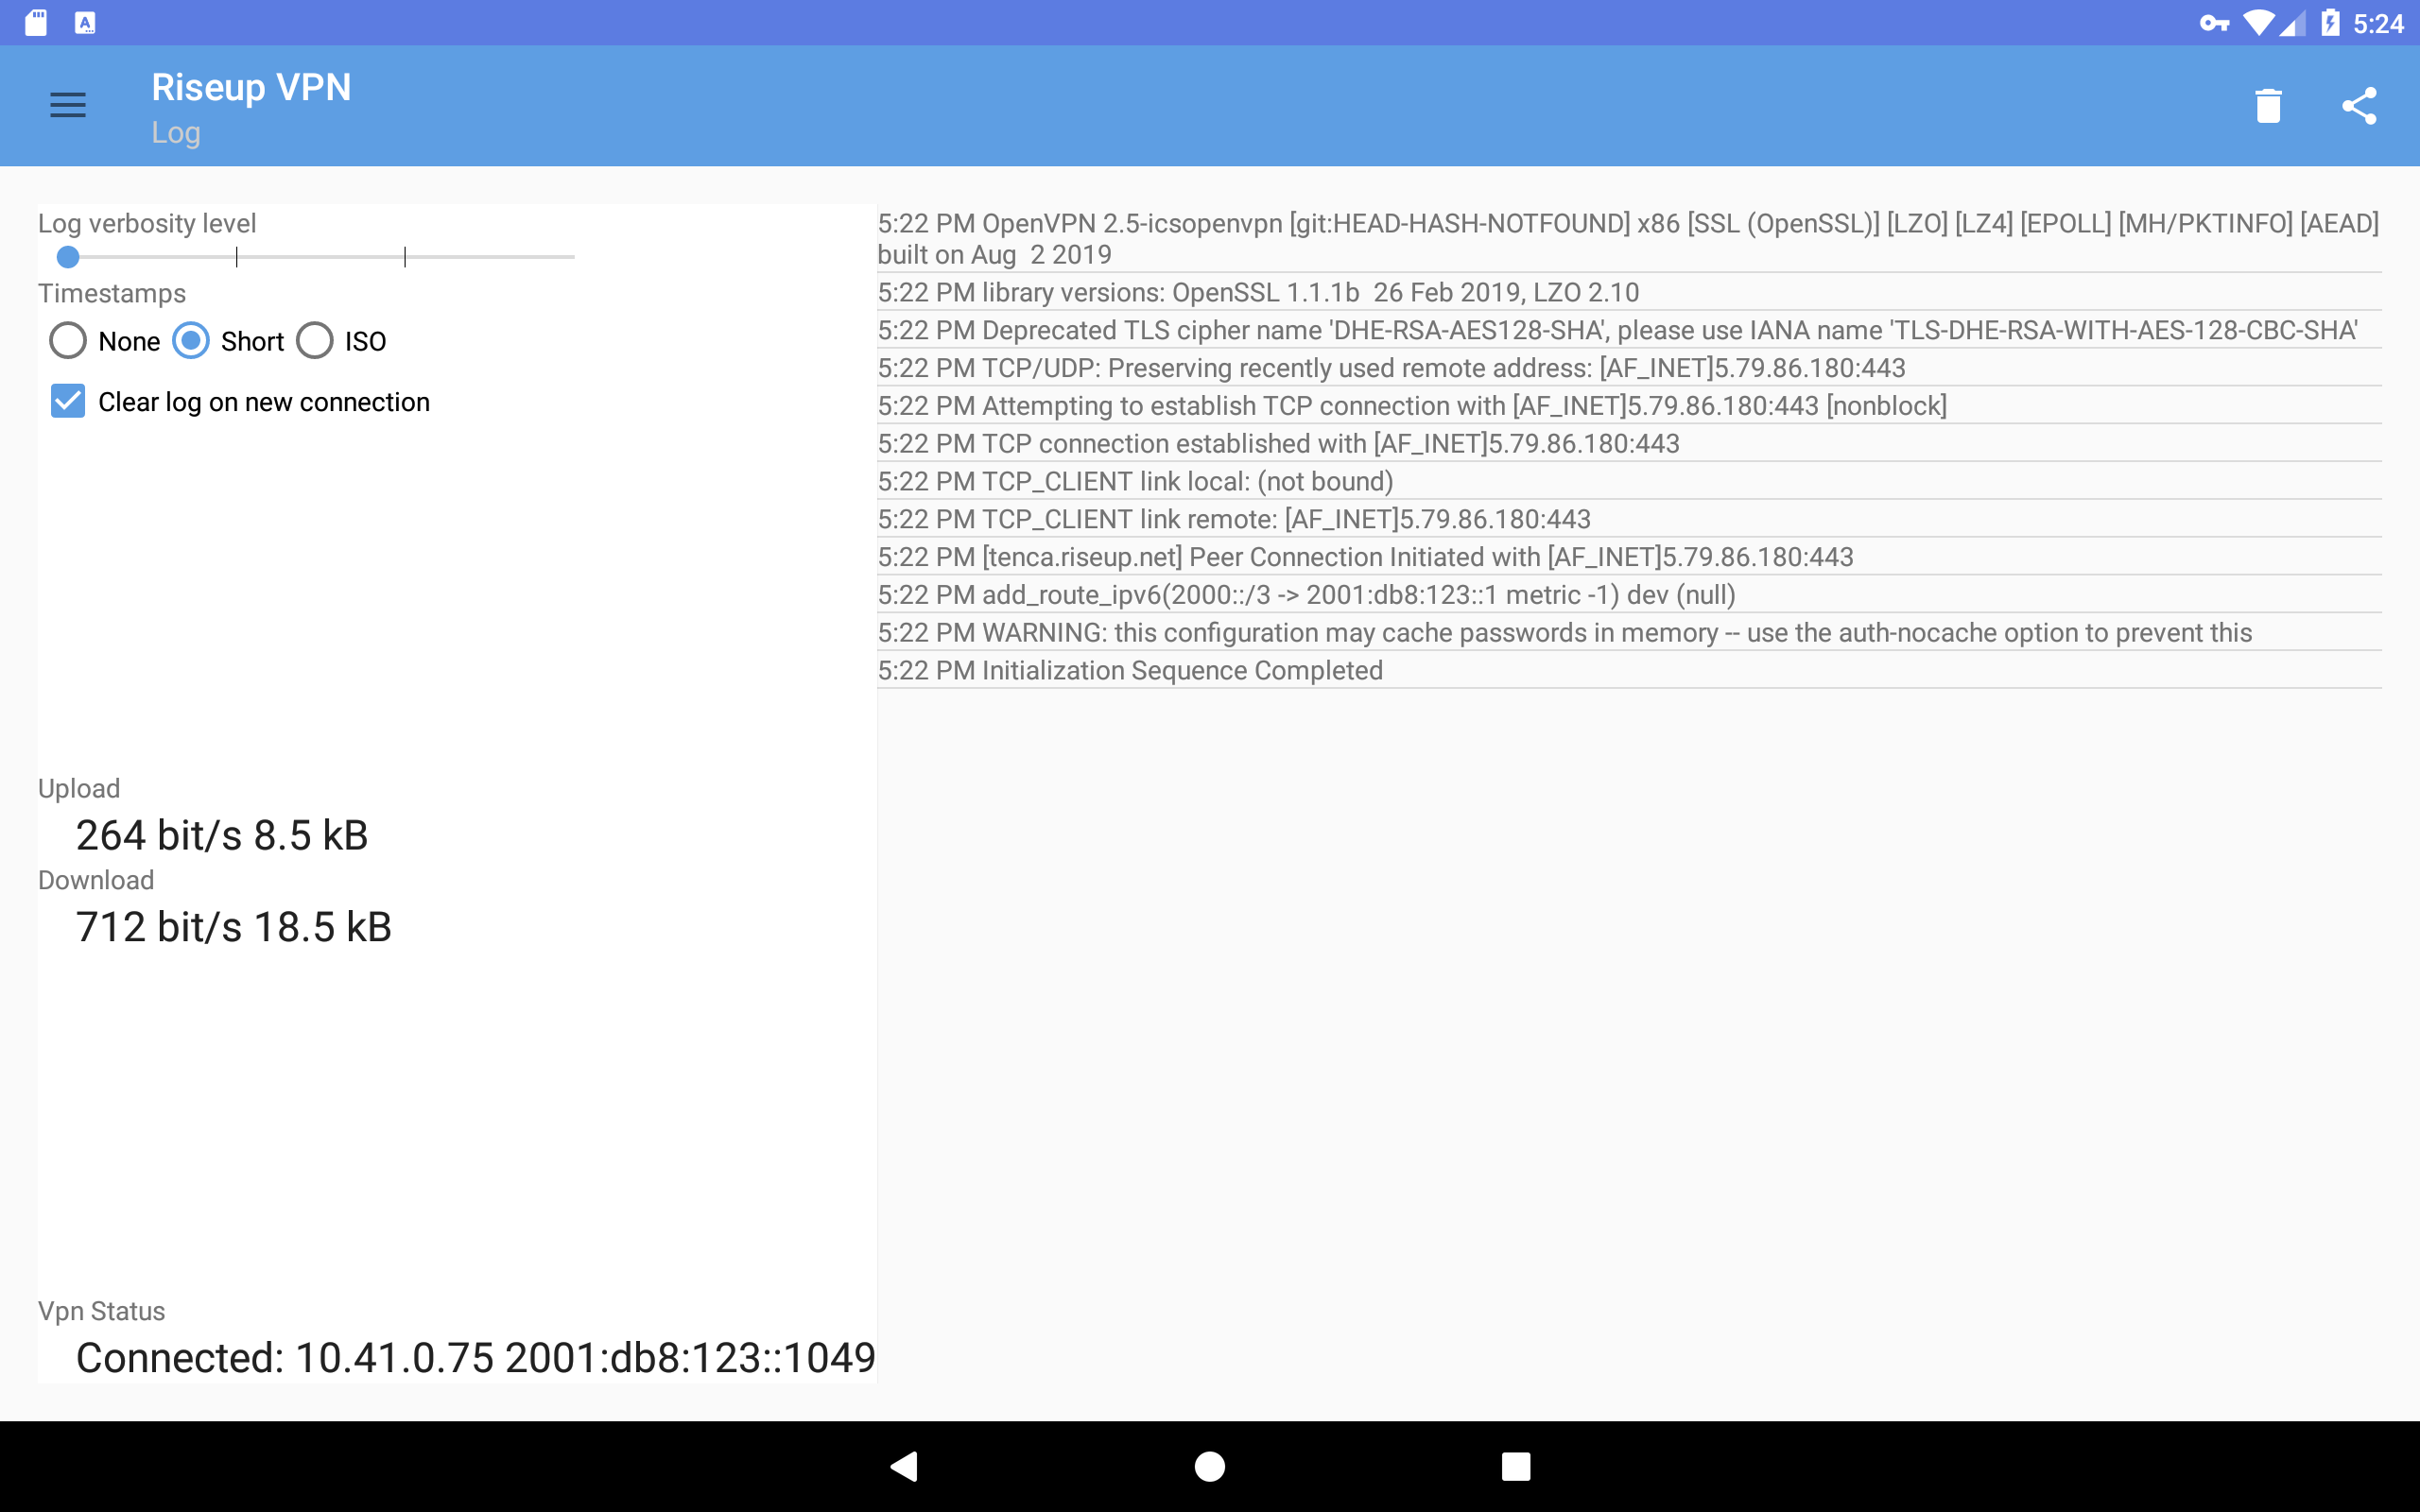 5:24
Riseup VPN
Log
Log verbosity level
Timestamps
None Short ISO
Clear log on new connection
Upload
264 bit/s 8.5 kB
Download
712 bit/s 18.5 kB
Vpn Status
Connected: 10.41.0.75 2001:db8:123::1049
5:22 PM OpenVPN 2.5-icsopenvpn [git:HEAD-HASH-NOTFOUND] x86 [SSL (OpenSSL)] [LZO] [LZ4] [EPOLL] [MH/PKTINFO] [AEAD]
built on Aug  2 2019
5:22 PM library versions: OpenSSL 1.1.1b  26 Feb 2019, LZO 2.10
5:22 PM Deprecated TLS cipher name 'DHE-RSA-AES128-SHA', please use IANA name 'TLS-DHE-RSA-WITH-AES-128-CBC-SHA'
5:22 PM TCP/UDP: Preserving recently used remote address: [AF_INET]5.79.86.180:443
5:22 PM Attempting to establish TCP connection with [AF_INET]5.79.86.180:443 [nonblock]
5:22 PM TCP connection established with [AF_INET]5.79.86.180:443
5:22 PM TCP_CLIENT link local: (not bound)
5:22 PM TCP_CLIENT link remote: [AF_INET]5.79.86.180:443
5:22 PM [tenca.riseup.net] Peer Connection Initiated with [AF_INET]5.79.86.180:443
5:22 PM add_route_ipv6(2000::/3 -> 2001:db8:123::1 metric -1) dev (null)
5:22 PM WARNING: this configuration may cache passwords in memory -- use the auth-nocache option to prevent this
5:22 PM Initialization Sequence Completed